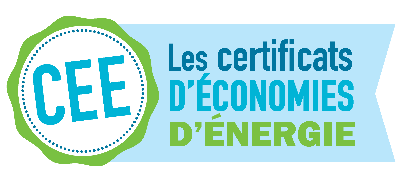 CEE
Les certificats
D'ÉCONOMIES
D'ÉNERGIE